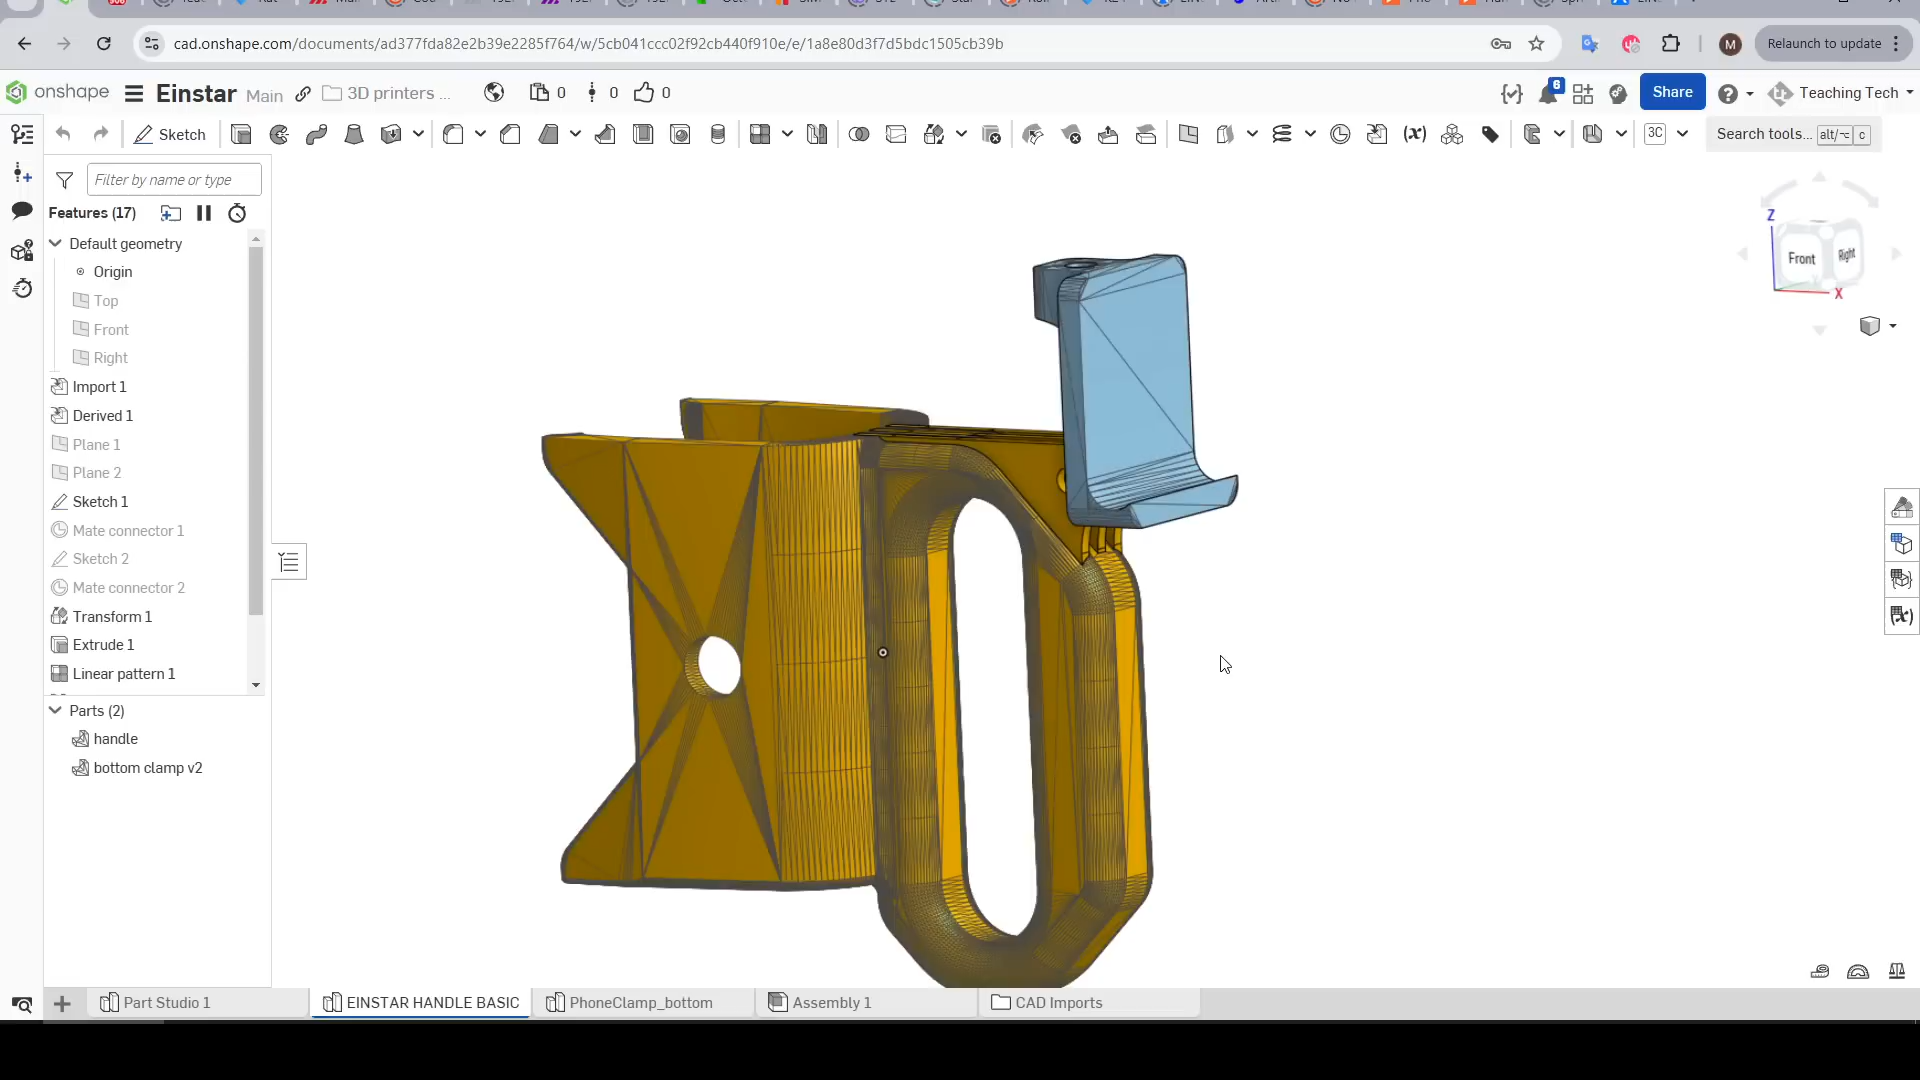 cad.onshape.com/documents/ad377fda82e2b39e2285f764/w/5cb041ccc02f92cb440f910e/e/1a8e80d3f7d5bdc1505cb39b
M
Relaunch to update
onshape
Einstar
Main
3D printers ...
0
0
0
6
Share
Teaching Tech
Sketch
(x)
3C
Search tools...
alt/⌥
c
Filter by name or type
Features (17)
Default geometry
Origin
Top
Front
Right
Import 1
Derived 1
Plane 1
Plane 2
Sketch 1
Mate connector 1
Sketch 2
Mate connector 2
Transform 1
Extrude 1
Linear pattern 1
Parts (2)
handle
bottom clamp v2
Z
Front
Right
X
Part Studio 1
EINSTAR HANDLE BASIC
PhoneClamp_bottom
Assembly 1
CAD Imports